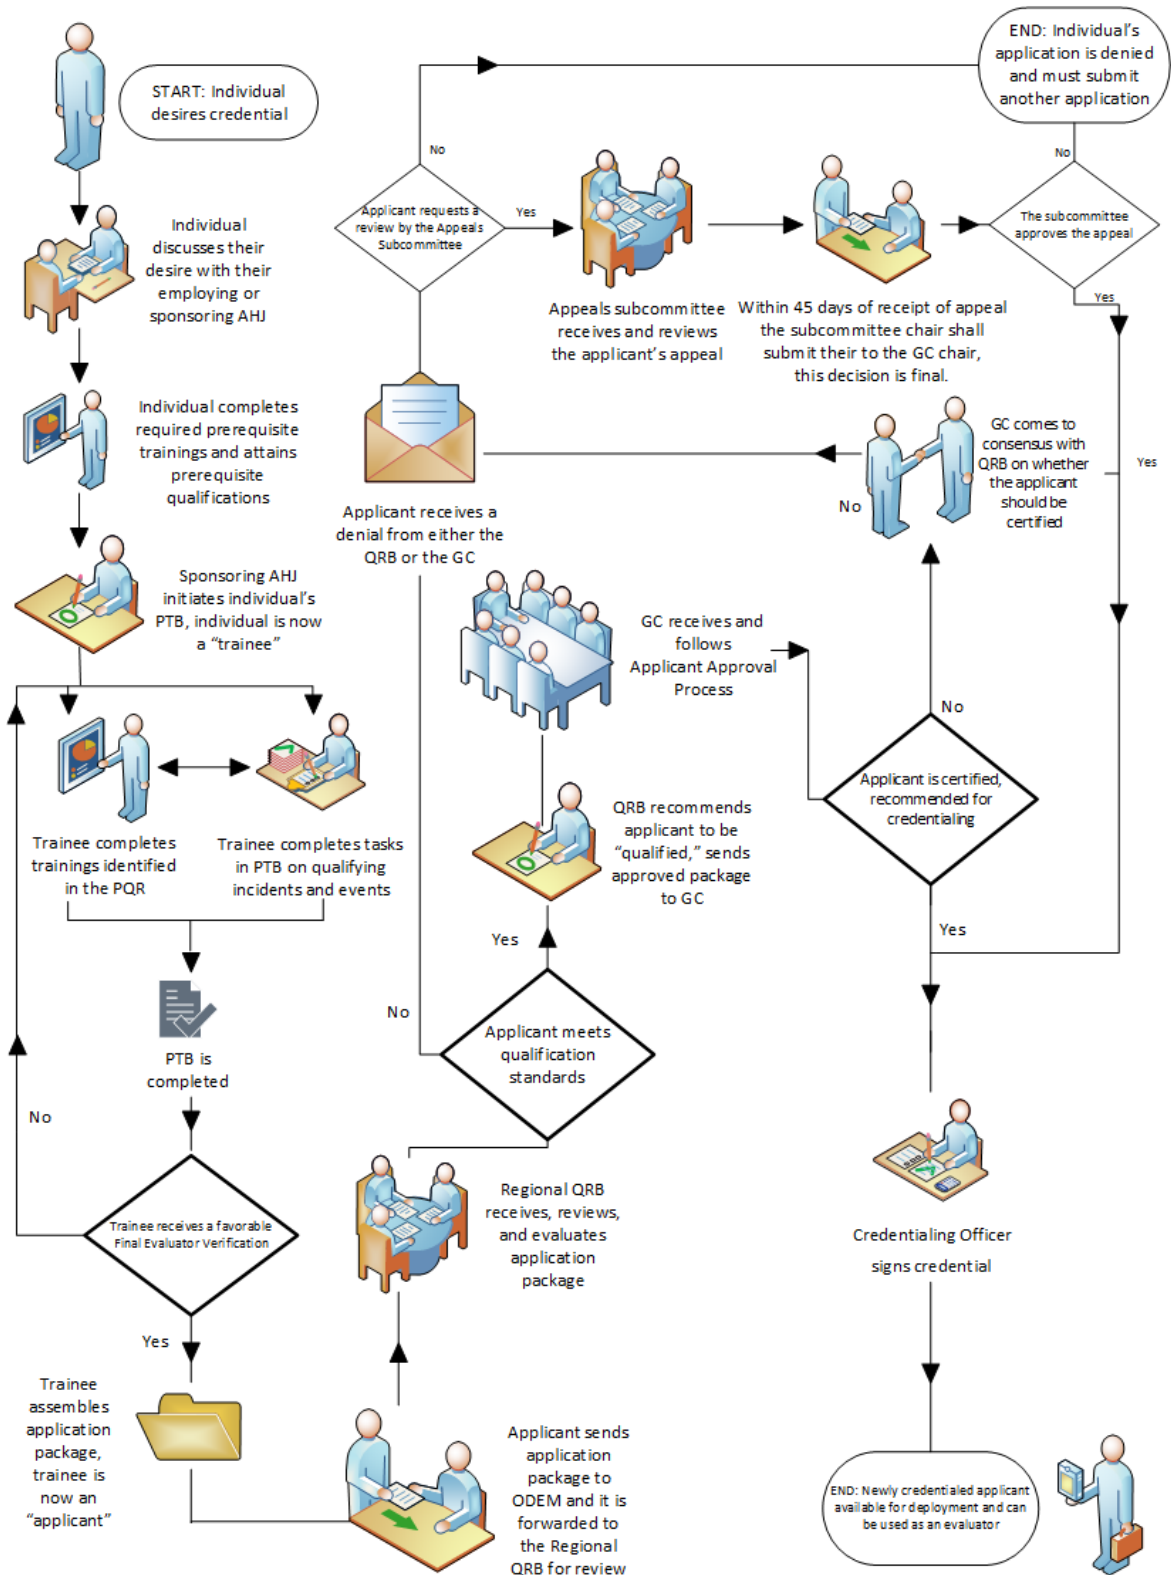 START: Individual
desires credential
Individual
discusses their
desire with their
employing or
sponsoring AHJ
Individual completes
required prerequisite
trainings and attains
prerequisite
qualifications
Sponsoring AHJ
initiates individual's
PTB, individual is now
a "trainee"
Trainee completes
trainings identified
in the PQR
Trainee completes tasks
in PTB on qualifying
incidents and events
PTB is
completed
No
Trainee receives a favorable
Final Evaluator Verification
Yes
Trainee
assembles
application
package,
trainee is
now an
"applicant"
Applicant sends
application
package to
ODEM and it is
forwarded to
the Regional
QRB for review
Regional QRB
receives, reviews,
and evaluates
application
package
Applicant meets
qualification
standards
No
Yes
QRB recommends
applicant to be
"qualified," sends
approved package
to GC
GC receives and
follows
Applicant Approval
Process
Applicant is certified,
recommended for
credentialing
No
Yes
GC comes to
consensus with
QRB on whether
the applicant
should be
certified
No
Yes
Applicant receives a
denial from either the
QRB or the GC
Applicant requests a
review by the Appeals
Subcommittee
No
Yes
Appeals subcommittee
receives and reviews
the applicant's appeal
Within 45 days of receipt of appeal
the subcommittee chair shall
submit their to the GC chair,
this decision is final.
The subcommittee
approves the appeal
No
Yes
END: Individual's
application is denied
and must submit
another application
Credentialing Officer
signs credential
END: Newly credentialed applicant
available for deployment and can
be used as an evaluator